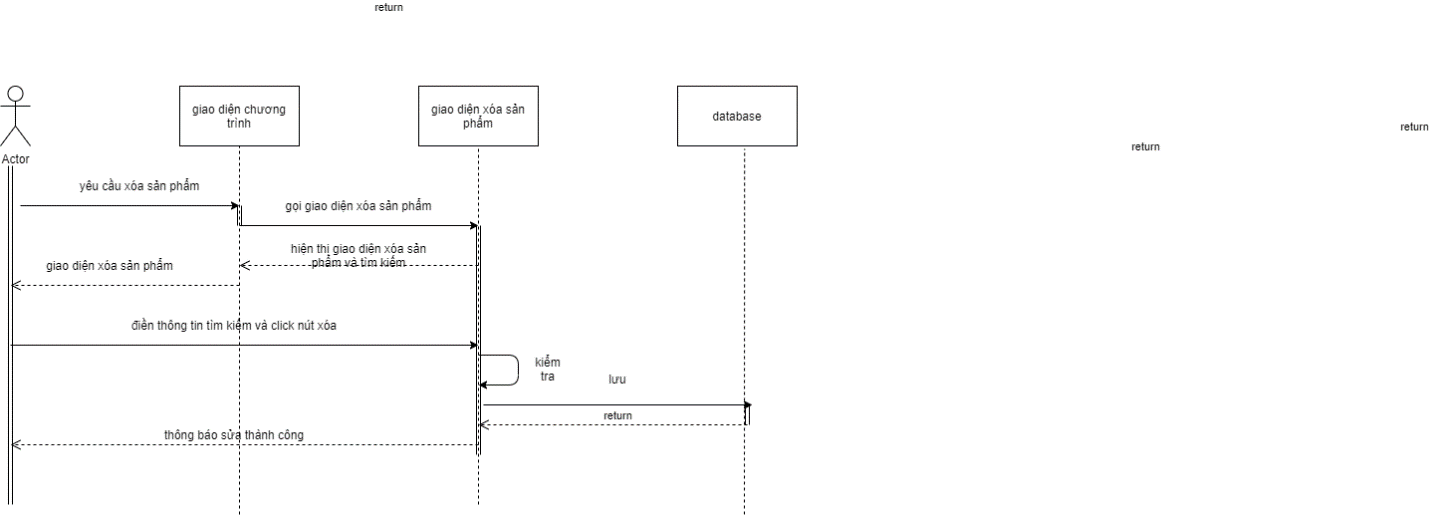 return
giao diện chương
trình
giao diện xóa sản
phẩm
database
return
return
Actor
yêu cầu xóa sản phẩm
gọi giao diện xóa sản phẩm
hiện thị giao diện xóa sản
phẩm và tìm kiếm
giao diện xóa sản phẩm
điền thông tin tìm kiếm và click nút xóa
kiểm
tra
lưu
return
thông báo sửa thành công